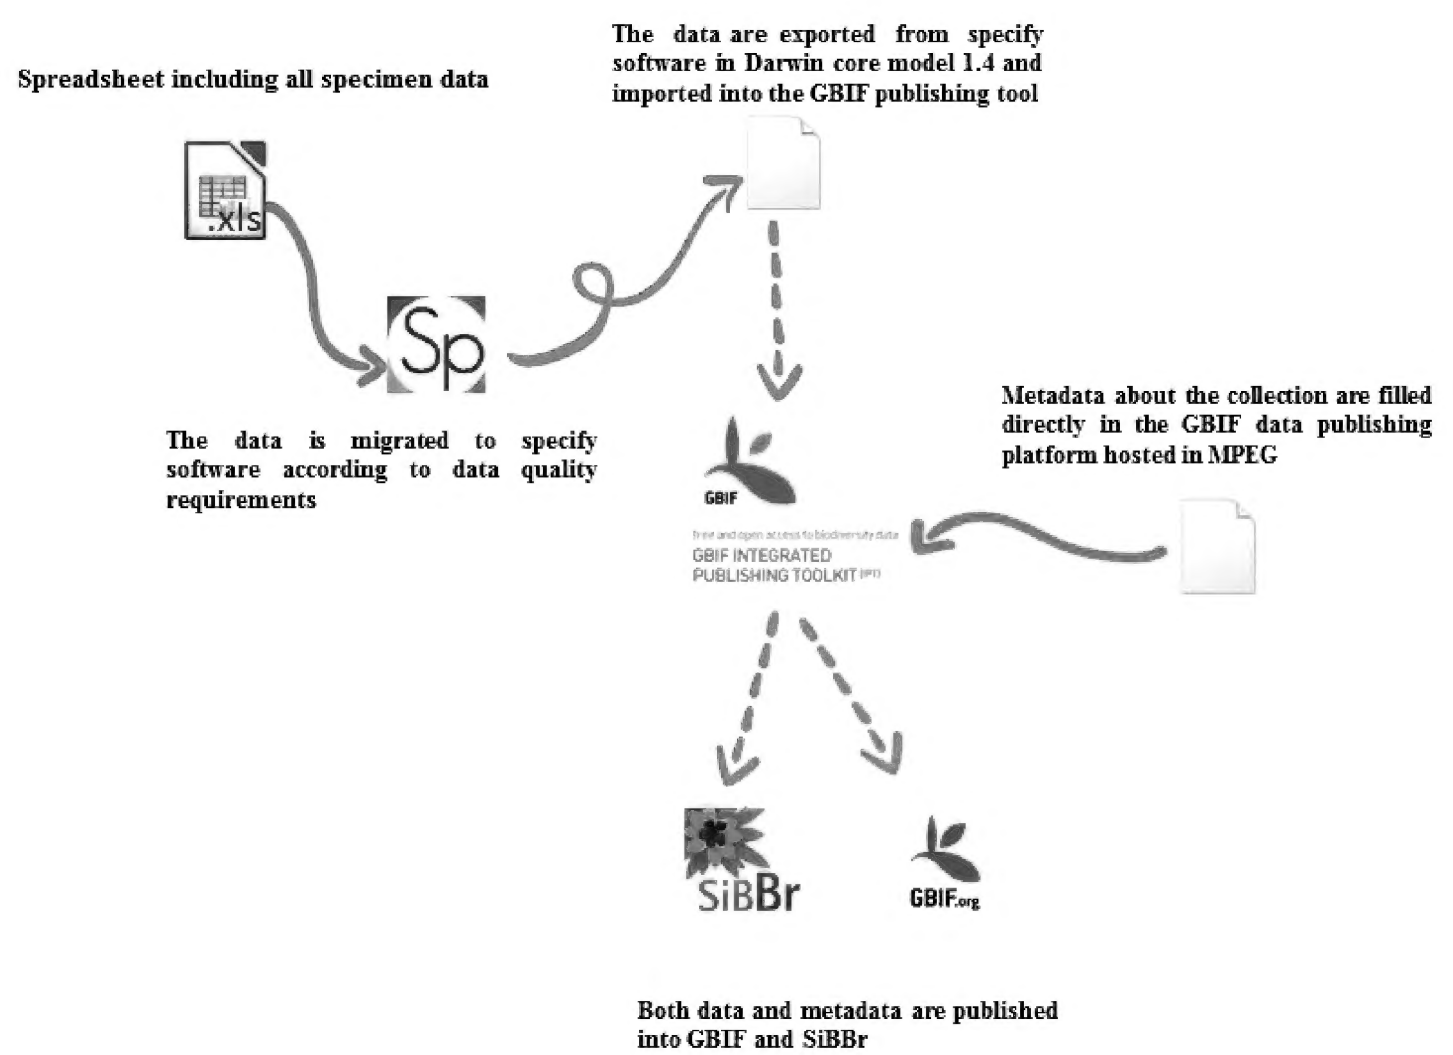 Spreadsheet including all specimen data
The data are exported from specify
software in Darwin core model 1.4 and
imported into the GBIF publishing tool
.xls
Sp
The data is migrated to specify
software according to data quality
requirements
Metadata about the collection are filled
directly in the GBIF data publishing
platform hosted in MPEG
GBIF
free and open access to biodiversity data
GBIF INTEGRATED
PUBLISHING TOOLKIT (IPT)
SiBBr
GBIF.org
Both data and metadata are published
into GBIF and SiBBr